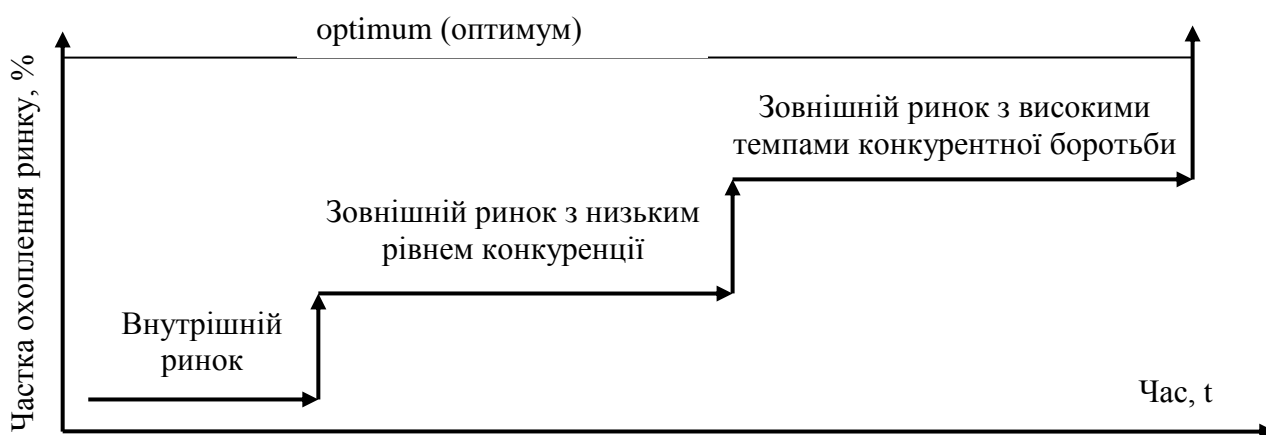 optimum (оптимум)
Частка охоплення ринку, %
Зовнішній ринок з високими
темпами конкурентної боротьби
Зовнішній ринок з низьким
рівнем конкуренції
Внутрішній
ринок
Час, t